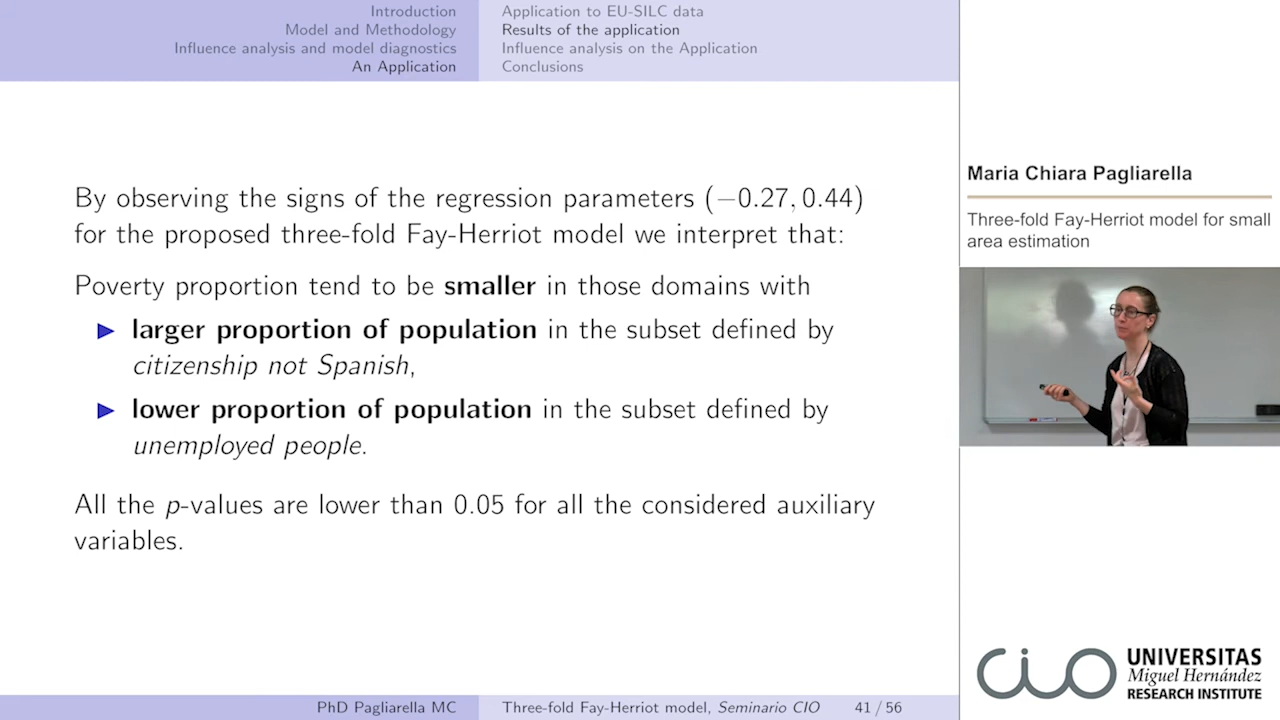 Introduction
Model and Methodology
Influence analysis and model diagnostics
An Application
Application to EU-SILC data
Results of the application
Influence analysis on the Application
Conclusions
By observing the signs of the regression parameters (−0.27, 0.44)
for the proposed three-fold Fay-Herriot model we interpret that:
Poverty proportion tend to be smaller in those domains with
▶ larger proportion of population in the subset defined by
citizenship not Spanish,
▶ lower proportion of population in the subset defined by
unemployed people.
All the p-values are lower than 0.05 for all the considered auxiliary
variables.
PhD Pagliarella MC
Three-fold Fay-Herriot model, Seminario CIO 41 / 56
Maria Chiara Pagliarella
Three-fold Fay-Herriot model for small
area estimation
cio
UNIVERSITAS
Miguel Hernández
RESEARCH INSTITUTE